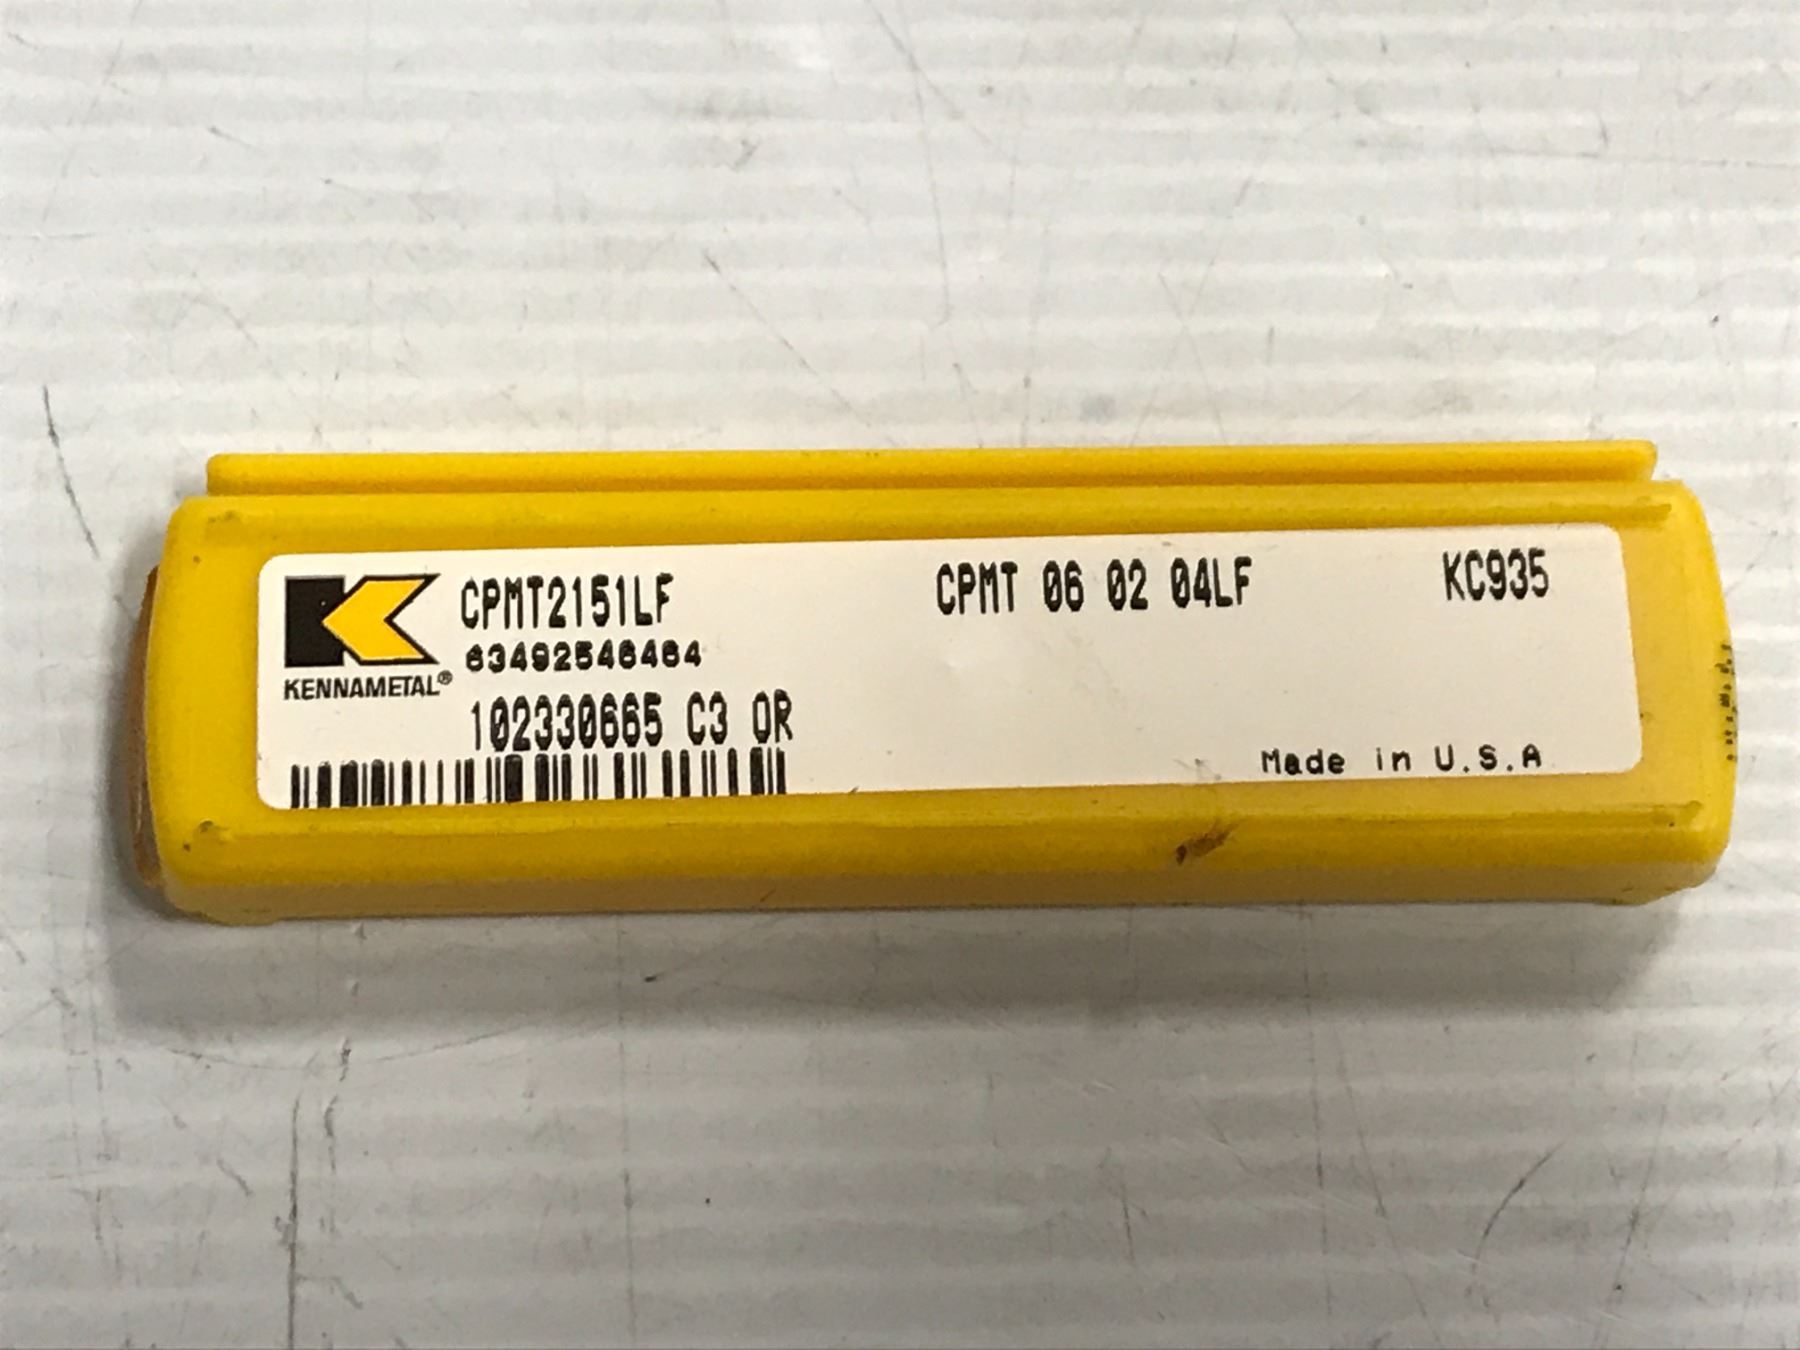 CPMT2151LF CPMT 06 02 04LF KC935
63492546464
KENNAMETAL®
102330665 C3 OR
Made in U.S.A